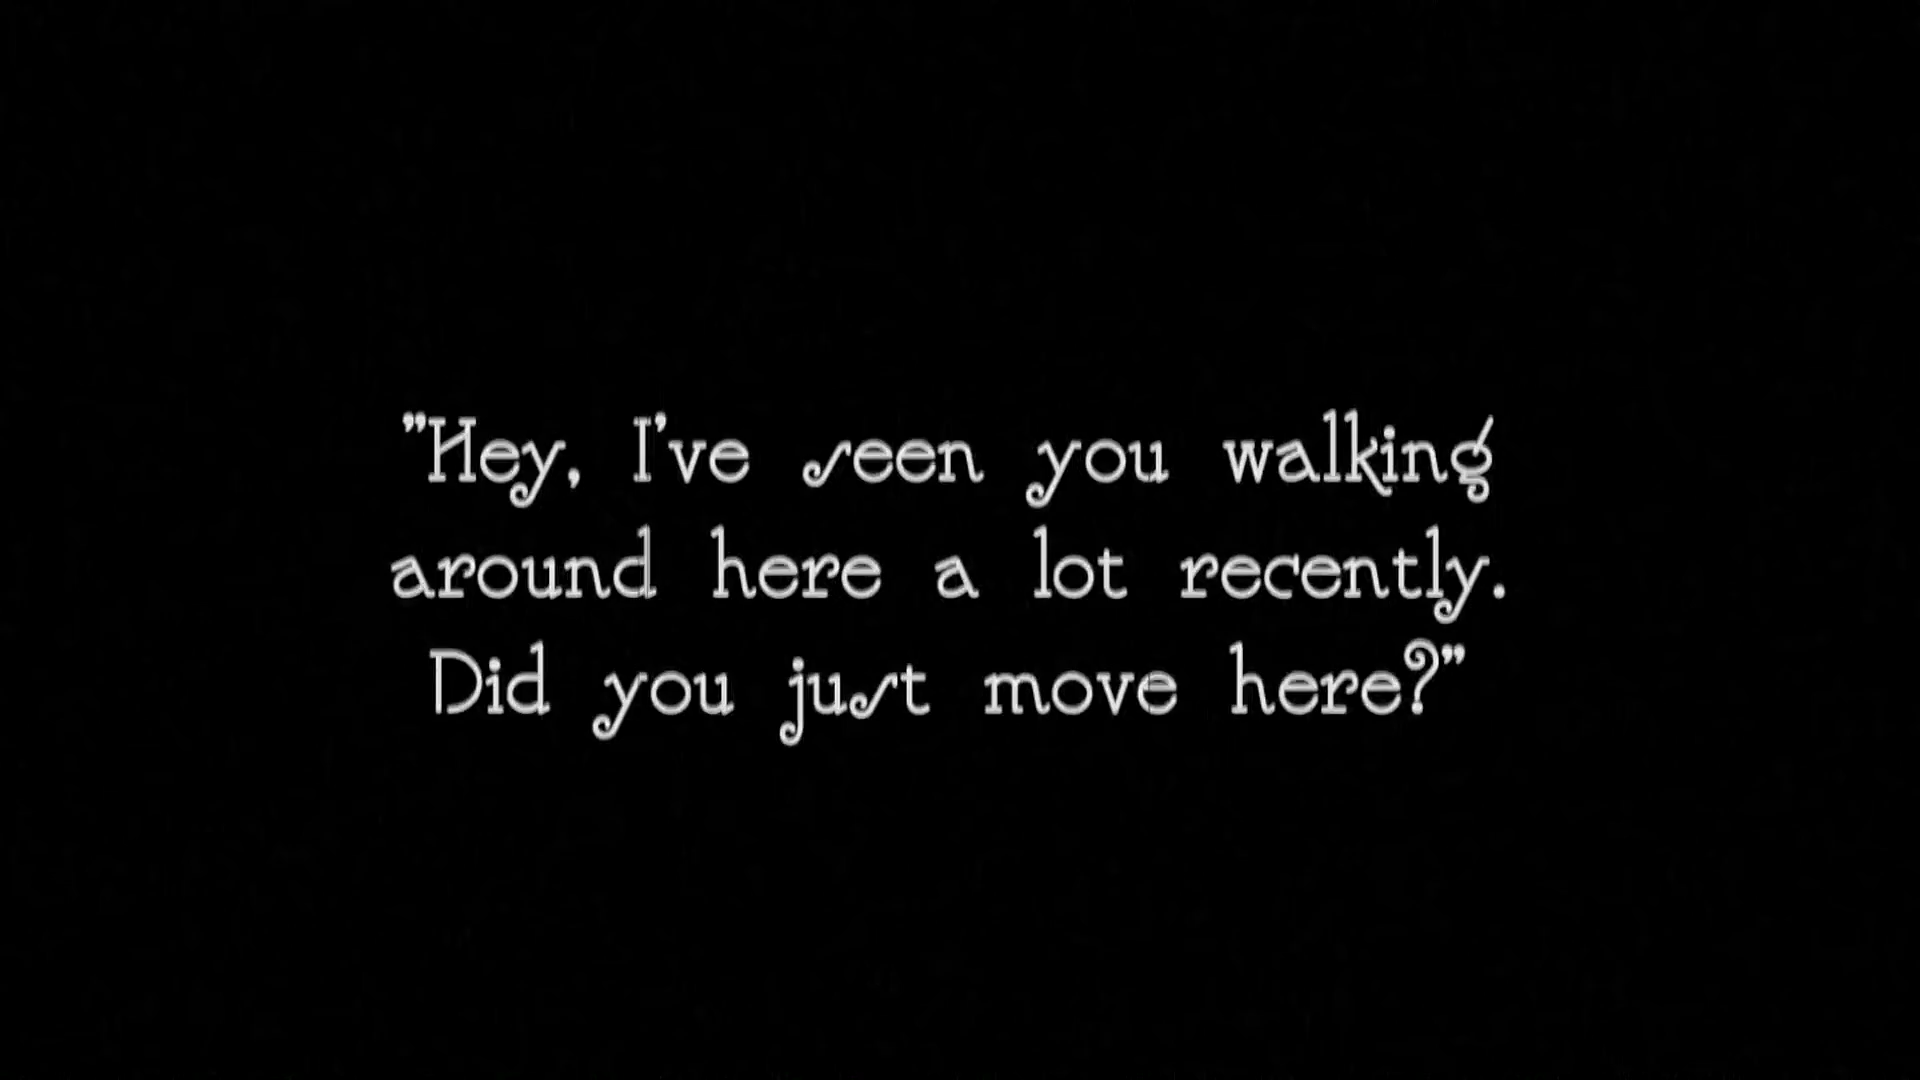 "Hey, I've seen you walking
around here a lot recently.
Did you just move here?"